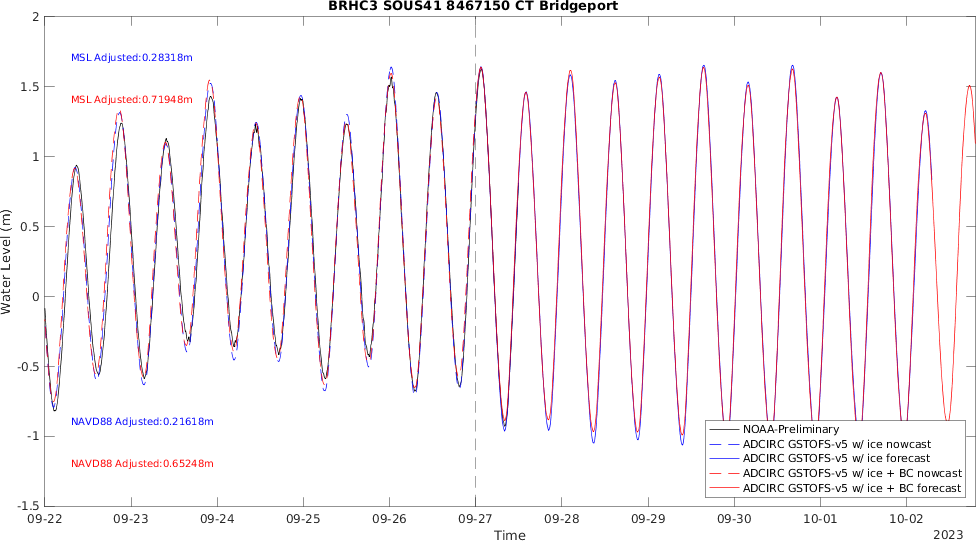 BRHC3 SOUS41 8467150 CT Bridgeport
2
1.5
1
0.5
0
-0.5
-1
-1.5
Water Level (m)
MSL Adjusted:0.28318m
MSL Adjusted:0.71948m
NAVD88 Adjusted:0.21618m
NAVD88 Adjusted:0.65248m
NOAA-Preliminary
ADCIRC GSTOFS-v5 w/ ice nowcast
ADCIRC GSTOFS-v5 w/ ice forecast
ADCIRC GSTOFS-v5 w/ ice + BC nowcast
ADCIRC GSTOFS-v5 w/ ice + BC forecast
09-22 09-23 09-24 09-25 09-26 09-27 09-28 09-29 09-30 10-01 10-02
Time
2023